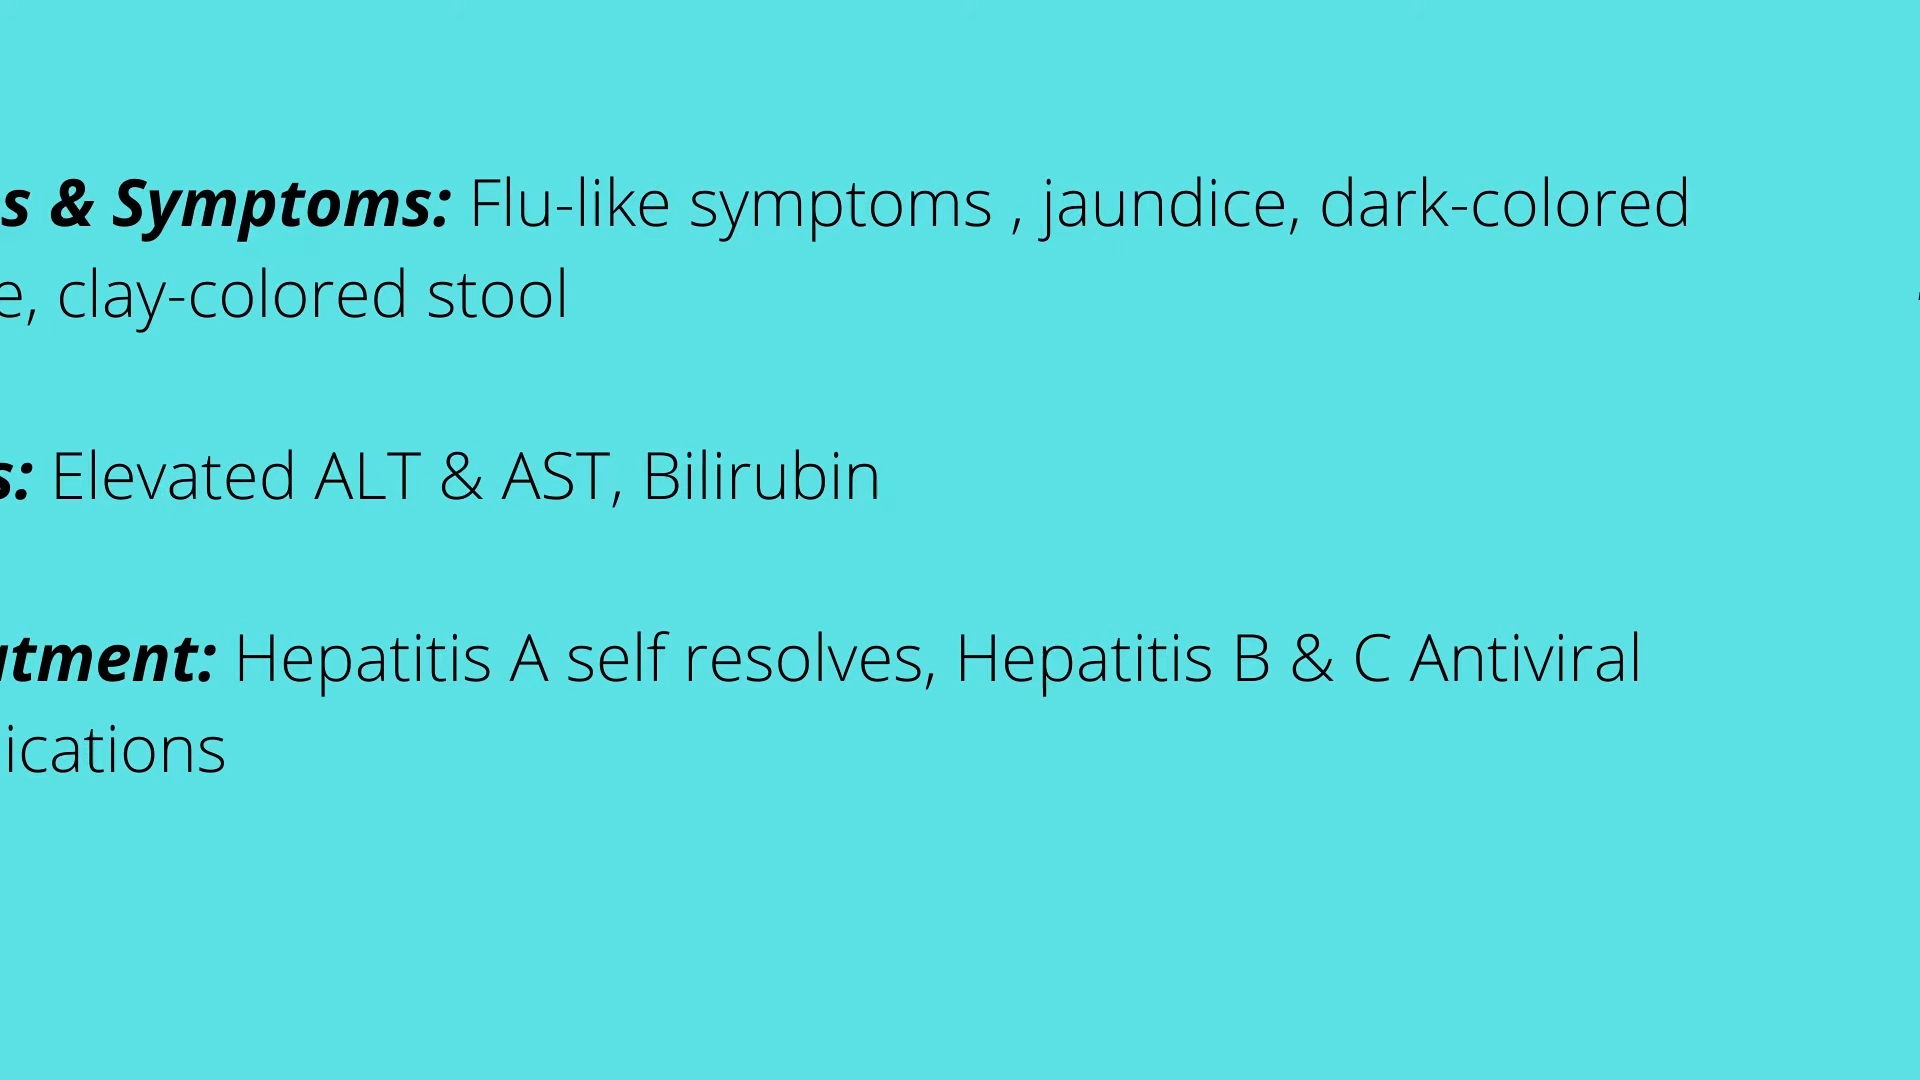 s & Symptoms: Flu-like symptoms , jaundice, dark-colored
e, clay-colored stool
s: Elevated ALT & AST, Bilirubin
atment: Hepatitis A self resolves, Hepatitis B & C Antiviral
ications